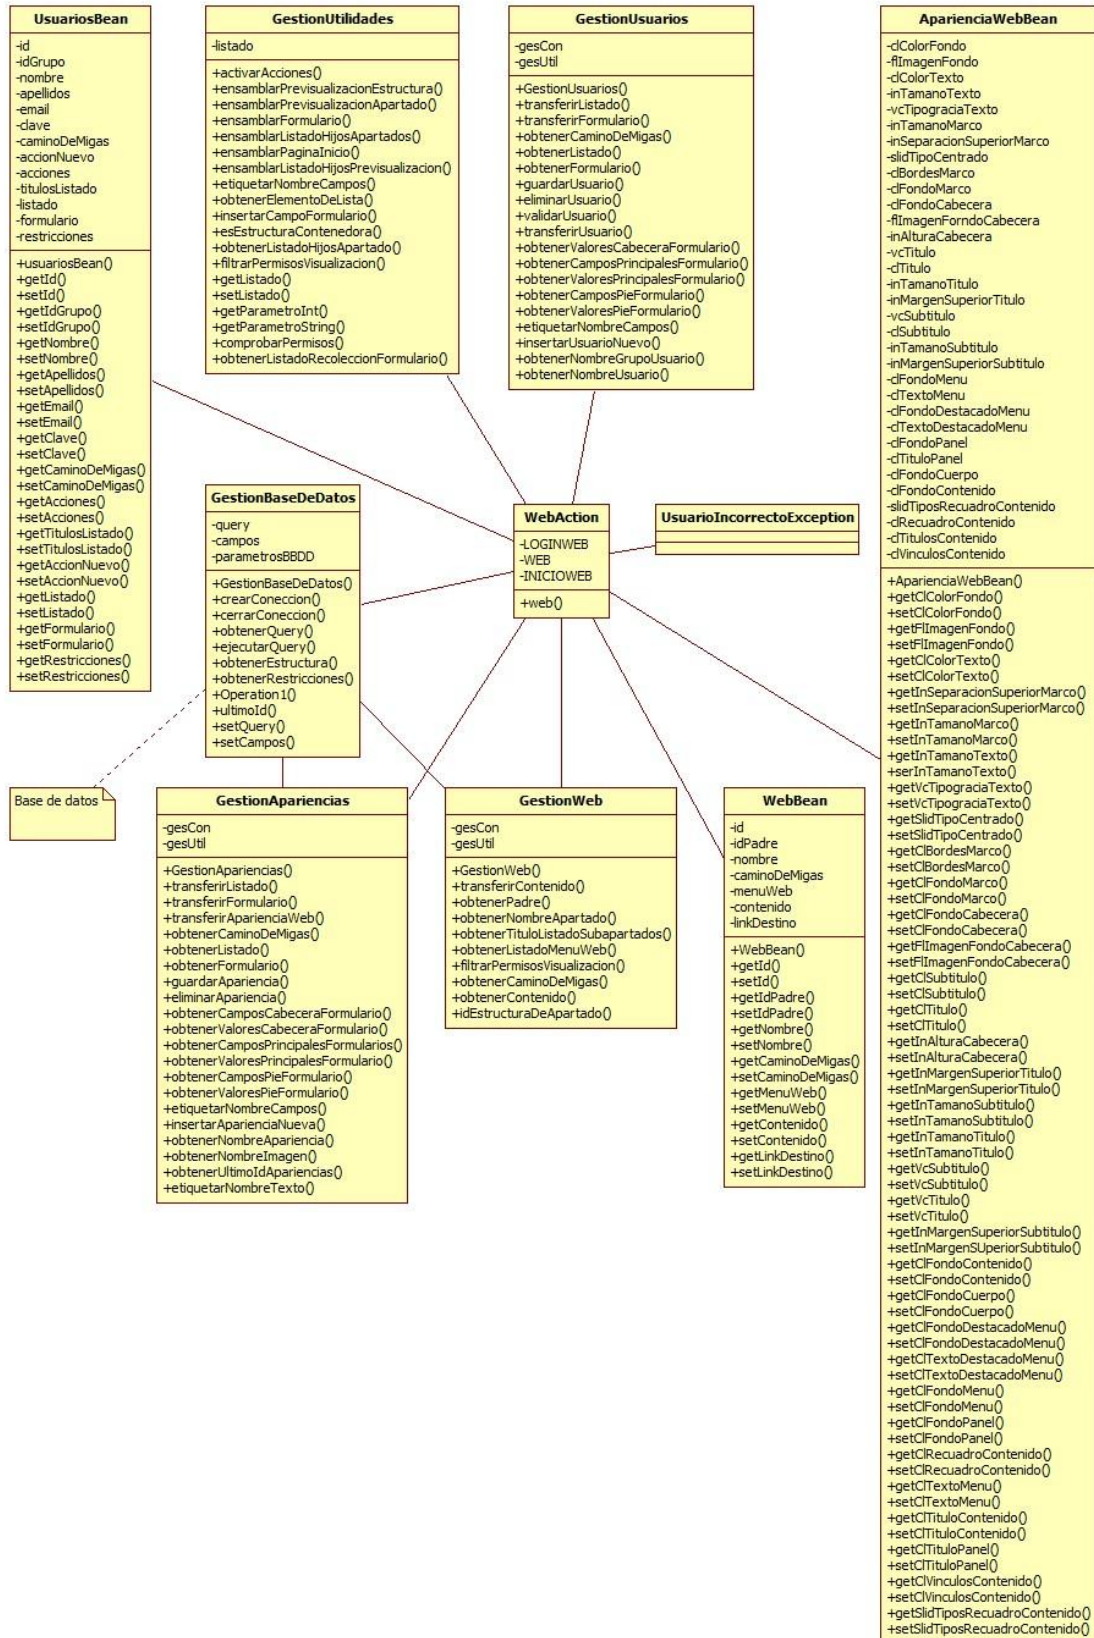 UsuariosBean
-id
-idGrupo
-nombre
-apellidos
-email
-clave
-caminoDeMigas
-accionNuevo
-acciones
-titulosListado
-listado
-formulario
-restricciones
+usuariosBean()
+getId()
+setId()
+getIdGrupo()
+setIdGrupo()
+getNombre()
+setNombre()
+getApellidos()
+setApellidos()
+getEmail()
+setEmail()
+getClave()
+setClave()
+getCaminoDeMigas()
+setCaminoDeMigas()
+getAcciones()
+setAcciones()
+getTitulosListado()
+setTitulosListado()
+getAccionNuevo()
+setAccionNuevo()
+getListado()
+setListado()
+getFormulario()
+setFormulario()
+getRestricciones()
+setRestricciones()
GestionUtilidades
-listado
+activarAcciones()
+ensamblarPrevisualizacionEstructura()
+ensamblarPrevisualizacionApartado()
+ensamblarFormulario()
+ensamblarListadoHijosApartados()
+ensamblarPaginaInicio()
+ensamblarListadoHijosPrevisualizacion()
+etiquetarNombreCampos()
+obtenerElementoDeLista()
+insertarCampoFormulario()
+esEstructuraContenedora()
+obtenerListadoHijosApartado()
+filtrarPermisosVisualizacion()
+getListado()
+setListado()
+getParametroInt()
+getParametroString()
+comprobarPermisos()
+obtenerListadoRecoleccionFormulario()
GestionUsuarios
-gesCon
-gesUtil
+GestionUsuarios()
+transferirListado()
+transferirFormulario()
+obtenerCaminoDeMigas()
+obtenerListado()
+obtenerFormulario()
+guardarUsuario()
+eliminarUsuario()
+validarUsuario()
+transferirUsuario()
+obtenerValoresCabeceraFormulario()
+obtenerCamposPrincipalesFormulario()
+obtenerValoresPrincipalesFormulario()
+obtenerCamposPieFormulario()
+obtenerValoresPieFormulario()
+etiquetarNombreCampos()
+insertarUsuarioNuevo()
+obtenerNombreGrupoUsuario()
+obtenerNombreUsuario()
AparienciaWebBean
-clColorFondo
-flImagenFondo
-clColorTexto
-inTamanoTexto
-vcTipograciaTexto
-inTamanoMarco
-inSeparacionSuperiorMarco
-slidTipoCentrado
-clBordesMarco
-clFondoMarco
-clFondoCabecera
-flImagenForndoCabecera
-inAlturaCabecera
-vcTitulo
-clTitulo
-inTamanoTitulo
-inMargenSuperiorTitulo
-vcSubtitulo
-clSubtitulo
-inTamanoSubtitulo
-inMargenSuperiorSubtitulo
-clFondoMenu
-clTextoMenu
-clFondoDestacadoMenu
-clTextoDestacadoMenu
-clFondoPanel
-clTituloPanel
-clFondoCuerpo
-clFondoContenido
-slidTiposRecuadroContenido
-clRecuadroContenido
-clTitulosContenido
-clVinculosContenido
+AparienciaWebBean()
+getClColorFondo()
+setClColorFondo()
+getFlImagenFondo()
+setFlImagenFondo()
+getClColorTexto()
+setClColorTexto()
+getInSeparacionSuperiorMarco()
+setInSeparacionSuperiorMarco()
+getInTamanoMarco()
+setInTamanoMarco()
+getInTamanoTexto()
+serInTamanoTexto()
+getVcTipograciaTexto()
+setVcTipograciaTexto()
+getSlidTipoCentrado()
+setSlidTipoCentrado()
+getClBordesMarco()
+setClBordesMarco()
+getClFondoMarco()
+setClFondoMarco()
+getClFondoCabecera()
+setClFondoCabecera()
+getFlImagenFondoCabecera()
+setFlImagenFondoCabecera()
+getClSubtitulo()
+setClSubtitulo()
+getClTitulo()
+setClTitulo()
+getInAlturaCabecera()
+setInAlturaCabecera()
+getInMargenSuperiorTitulo()
+setInMargenSuperiorTitulo()
+getInTamanoSubtitulo()
+setInTamanoSubtitulo()
+getInTamanoTitulo()
+setInTamanoTitulo()
+getVcSubtitulo()
+setVcSubtitulo()
+getVcTitulo()
+setVcTitulo()
+getInMargenSuperiorSubtitulo()
+setInMargenSUperiorSubtitulo()
+getClFondoContenido()
+setClFondoContenido()
+getClFondoCuerpo()
+setClFondoCuerpo()
+getClFondoDestacadoMenu()
+setClFondoDestacadoMenu()
+getClTextoDestacadoMenu()
+setClTextoDestacadoMenu()
+getClFondoMenu()
+setClFondoMenu()
+getClFondoPanel()
+setClFondoPanel()
+getClRecuadroContenido()
+setClRecuadroContenido()
+getClTextoMenu()
+setClTextoMenu()
+getClTituloContenido()
+setClTituloContenido()
+getClTituloPanel()
+setClTituloPanel()
+getClVinculosContenido()
+setClVinculosContenido()
+getSlidTiposRecuadroContenido()
+setSlidTiposRecuadroContenido()
GestionBaseDeDatos
-query
-campos
-parametrosBBDD
+GestionBaseDeDatos()
+crearConeccion()
+cerrarConeccion()
+obtenerQuery()
+ejecutarQuery()
+obtenerEstructura()
+obtenerRestricciones()
+Operation1()
+ultimoId()
+setQuery()
+setCampos()
WebAction
-LOGINWEB
-WEB
-INICIOWEB
+web()
UsuarioIncorrectoException
Base de datos
GestionApariencias
-gesCon
-gesUtil
+GestionApariencias()
+transferirListado()
+transferirFormulario()
+transferirAparienciaWeb()
+obtenerCaminoDeMigas()
+obtenerListado()
+obtenerFormulario()
+guardarApariencia()
+eliminarApariencia()
+obtenerCamposCabeceraFormulario()
+obtenerValoresCabeceraFormulario()
+obtenerCamposPrincipalesFormularios()
+obtenerValoresPrincipalesFormulario()
+obtenerCamposPieFormulario()
+obtenerValoresPieFormulario()
+etiquetarNombreCampos()
+insertarAparienciaNueva()
+obtenerNombreApariencia()
+obtenerNombreImagen()
+obtenerUltimoIdApariencias()
+etiquetarNombreTexto()
GestionWeb
-gesCon
-gesUtil
+GestionWeb()
+transferirContenido()
+obtenerPadre()
+obtenerNombreApartado()
+obtenerTituloListadoSubapartados()
+obtenerListadoMenuWeb()
+filtrarPermisosVisualizacion()
+obtenerCaminoDeMigas()
+obtenerContenido()
+idEstructuraDeApartado()
WebBean
-id
-idPadre
-nombre
-caminoDeMigas
-menuWeb
-contenido
-linkDestino
+WebBean()
+getId()
+setId()
+getIdPadre()
+setIdPadre()
+getNombre()
+setNombre()
+getCaminoDeMigas()
+setCaminoDeMigas()
+getMenuWeb()
+setMenuWeb()
+getContenido()
+setContenido()
+getLinkDestino()
+setLinkDestino()